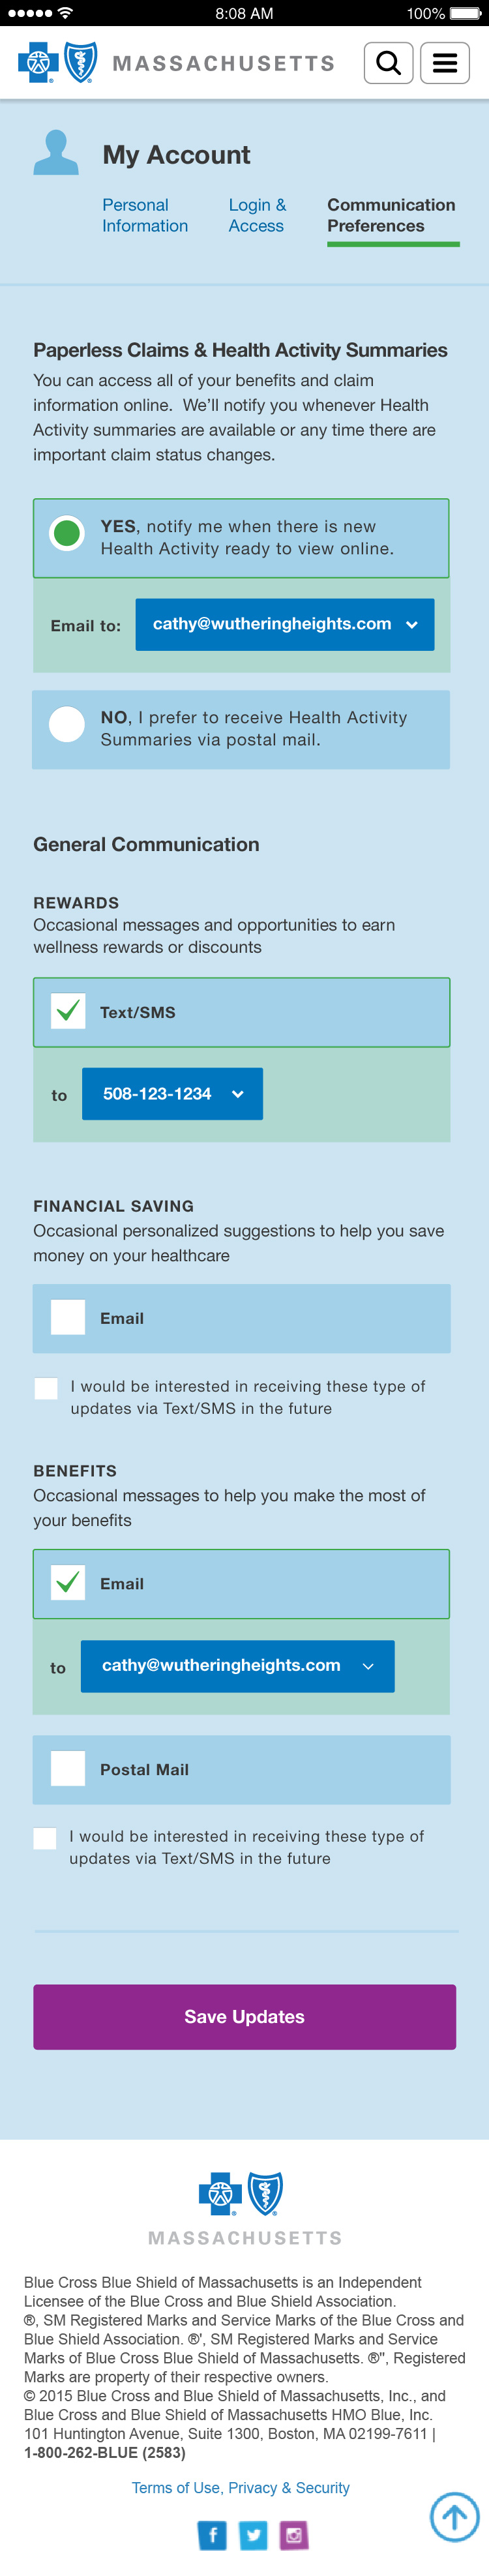 8:08 AM
100%
MASSACHUSETTS
My Account
Personal
Information
Login &
Access
Communication
Preferences
Paperless Claims & Health Activity Summaries
You can access all of your benefits and claim
information online. We’ll notify you whenever Health
Activity summaries are available or any time there are
important claim status changes.
YES, notify me when there is new
Health Activity ready to view online.
Email to:
cathy@wutheringheights.com
NO, I prefer to receive Health Activity
Summaries via postal mail.
General Communication
REWARDS
Occasional messages and opportunities to earn
wellness rewards or discounts
Text/SMS
to
508-123-1234
FINANCIAL SAVING
Occasional personalized suggestions to help you save
money on your healthcare
Email
I would be interested in receiving these type of
updates via Text/SMS in the future
BENEFITS
Occasional messages to help you make the most of
your benefits
Email
to
cathy@wutheringheights.com
Postal Mail
I would be interested in receiving these type of
updates via Text/SMS in the future
Save Updates
MASSACHUSETTS
Blue Cross Blue Shield of Massachusetts is an Independent
Licensee of the Blue Cross and Blue Shield Association.
®, SM Registered Marks and Service Marks of the Blue Cross and
Blue Shield Association. ®', SM Registered Marks and Service
Marks of Blue Cross Blue Shield of Massachusetts. ®", Registered
Marks are property of their respective owners.
© 2015 Blue Cross and Blue Shield of Massachusetts, Inc., and
Blue Cross and Blue Shield of Massachusetts HMO Blue, Inc.
101 Huntington Avenue, Suite 1300, Boston, MA 02199-7611 |
1-800-262-BLUE (2583)
Terms of Use, Privacy & Security